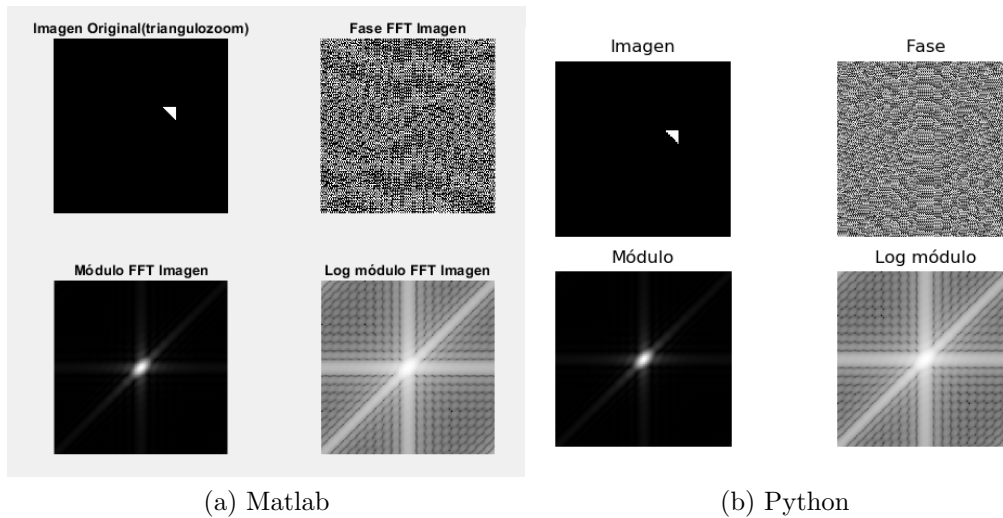 Imagen Original(triangulozoom)
Fase FFT Imagen
Módulo FFT Imagen
Log módulo FFT Imagen
(a) Matlab
Imagen
Fase
Módulo
Log módulo
(b) Python